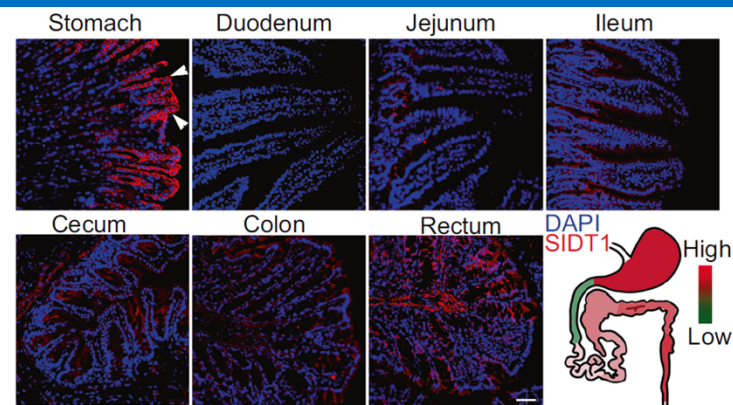 Stomach
Duodenum
Jejunum
Ileum
Cecum
Colon
Rectum
DAPI
SIDT1
High
Low